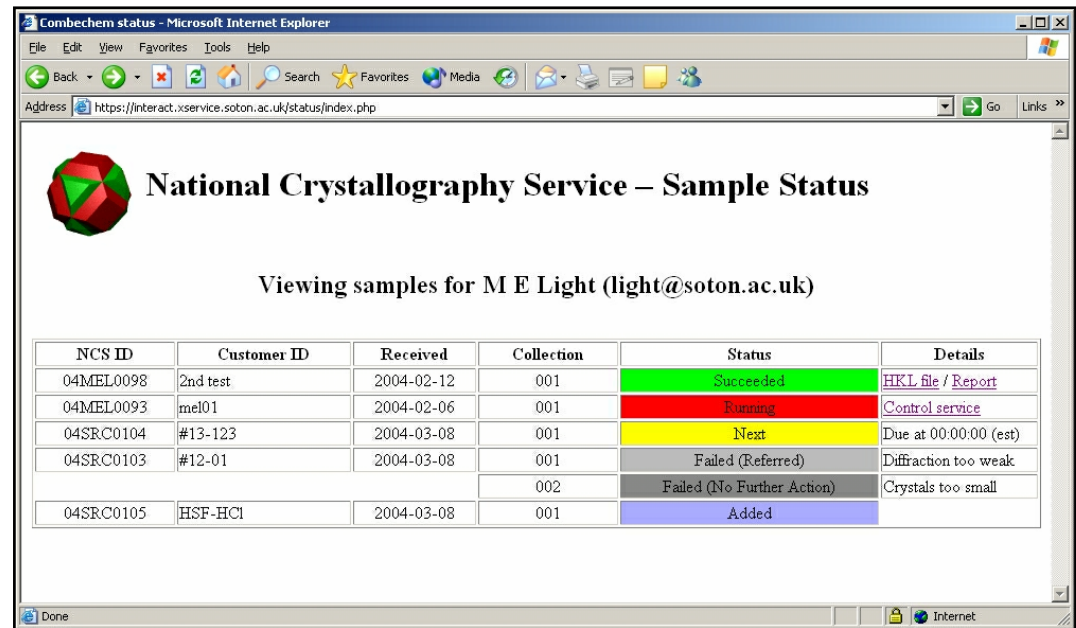 Combechem status - Microsoft Internet Explorer
File Edit View Favorites Tools Help
Back Search Favorites Media
Address https://interact.xservice.soton.ac.uk/status/index.php Go Links »
National Crystallography Service – Sample Status
Viewing samples for M E Light (light@soton.ac.uk)
NCS ID Customer ID Received Collection Status Details
04MEL0098 2nd test 2004-02-12 001 Succeeded HKL file / Report
04MEL0093 mel01 2004-02-06 001 Running Control service
04SRC0104 #13-123 2004-03-08 001 Next Due at 00:00:00 (est)
04SRC0103 #12-01 2004-03-08 001 Failed (Referred) Diffraction too weak
002 Failed (No Further Action) Crystals too small
04SRC0105 HSF-HCl 2004-03-08 001 Added
Done Internet